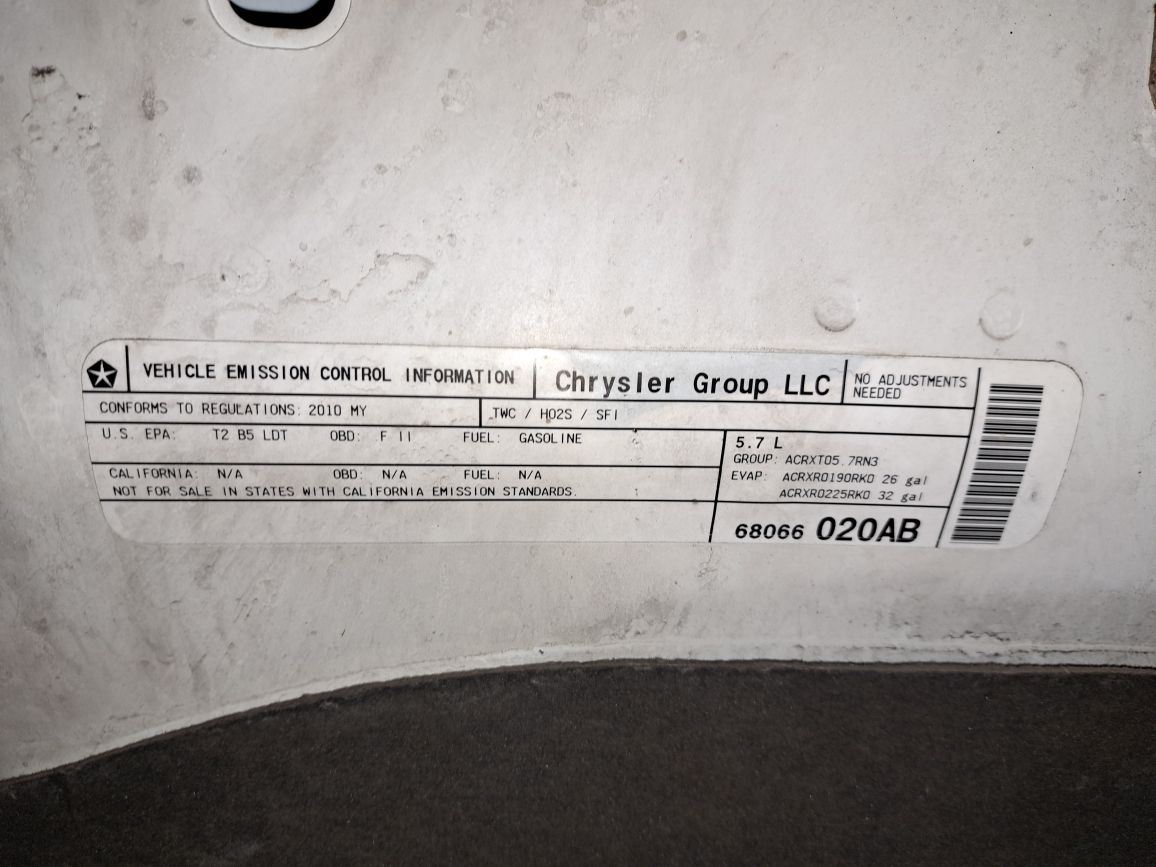 VEHICLE EMISSION CONTROL INFORMATION
Chrysler Group LLC
NO ADJUSTMENTS
NEEDED
CONFORMS TO REGULATIONS: 2010 MY
TWC / HO2S / SFI
U.S. EPA: T2 B5 LDT OBD: F II FUEL: GASOLINE
CALIFORNIA: N/A OBD: N/A FUEL: N/A
NOT FOR SALE IN STATES WITH CALIFORNIA EMISSION STANDARDS.
5.7 L
GROUP: ACRXT05.7RN3
EVAP: ACRXR0190RK0 26 gal
ACRXR0225RK0 32 gal
68066 020AB